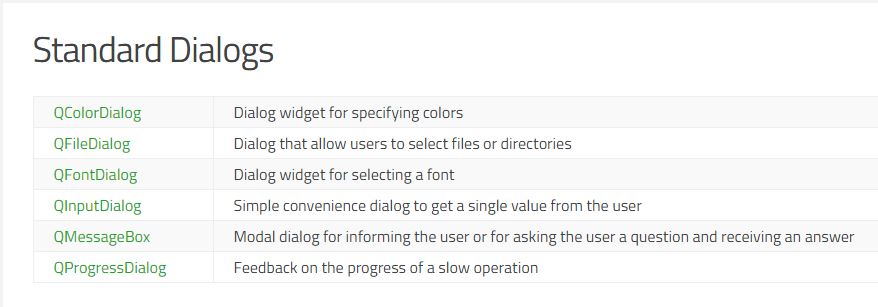 Standard Dialogs
QColorDialog Dialog widget for specifying colors
QFileDialog Dialog that allow users to select files or directories
QFontDialog Dialog widget for selecting a font
QInputDialog Simple convenience dialog to get a single value from the user
QMessageBox Modal dialog for informing the user or for asking the user a question and receiving an answer
QProgressDialog Feedback on the progress of a slow operation